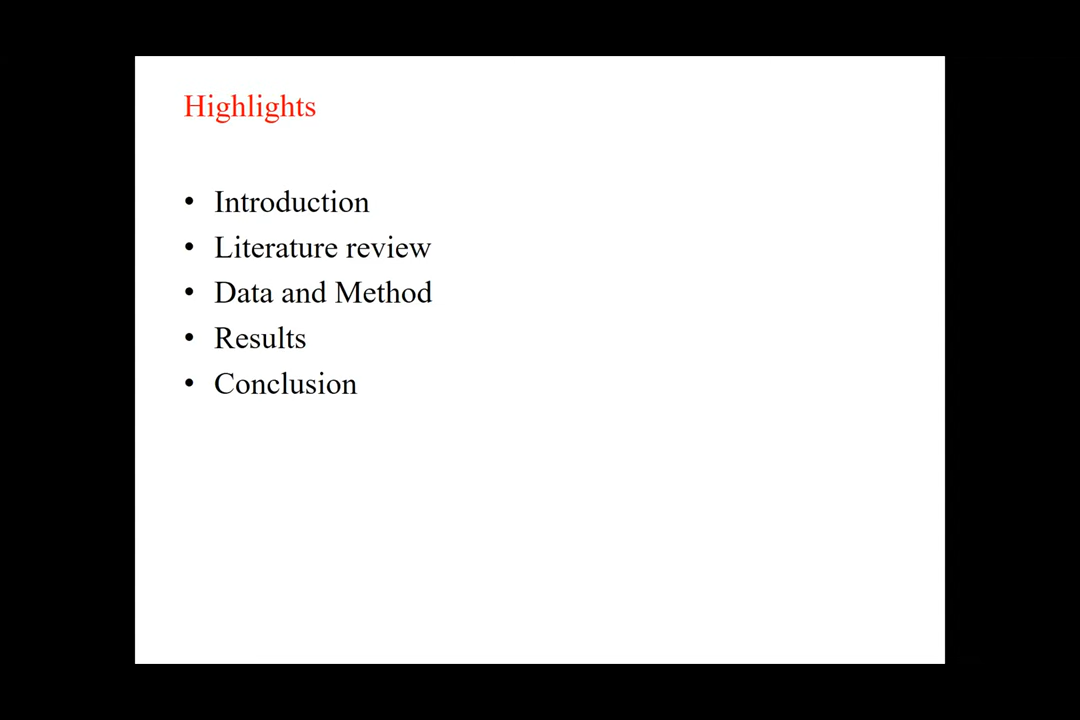 Highlights
• Introduction
• Literature review
• Data and Method
• Results
• Conclusion